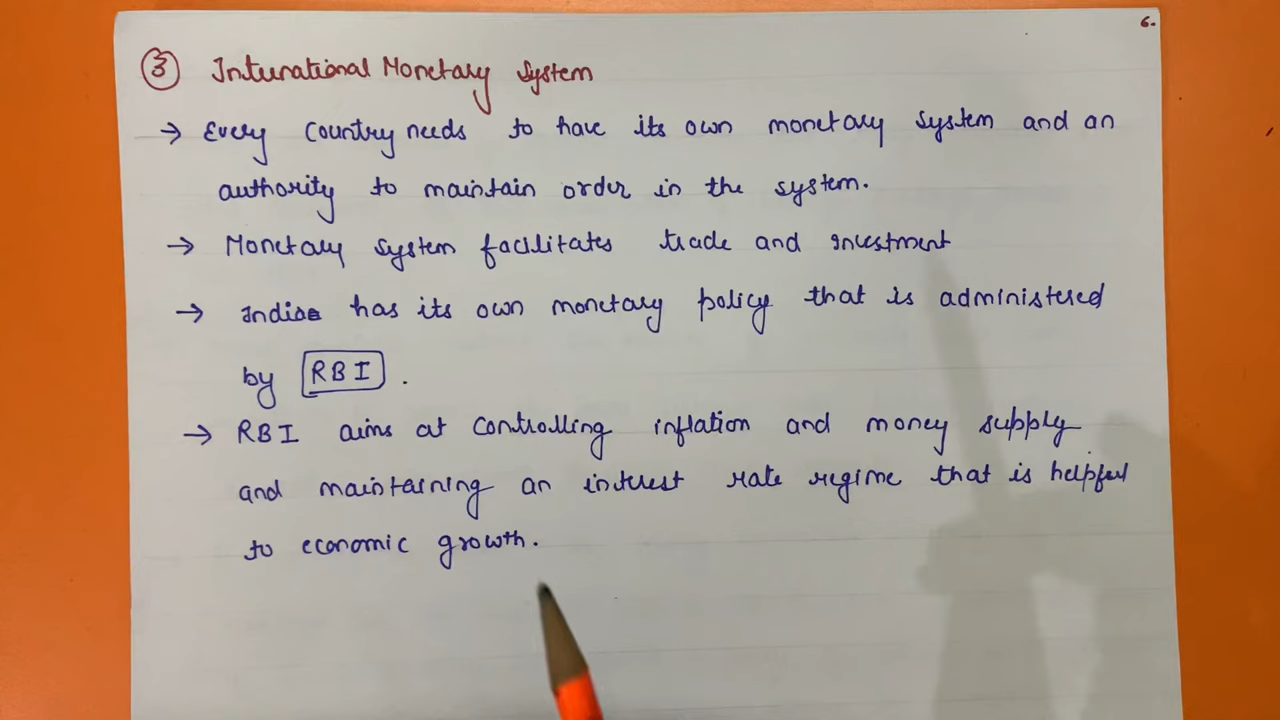 6.
③ International Monetary System
→ Every country needs to have its own monetary system and an
authority to maintain order in the system.
→ Monetary system facilitates trade and investment
→ India has its own monetary policy that is administered
by RBI .
→ RBI aims at controlling inflation and money supply
and maintaining an interest rate regime that is helpful
to economic growth.